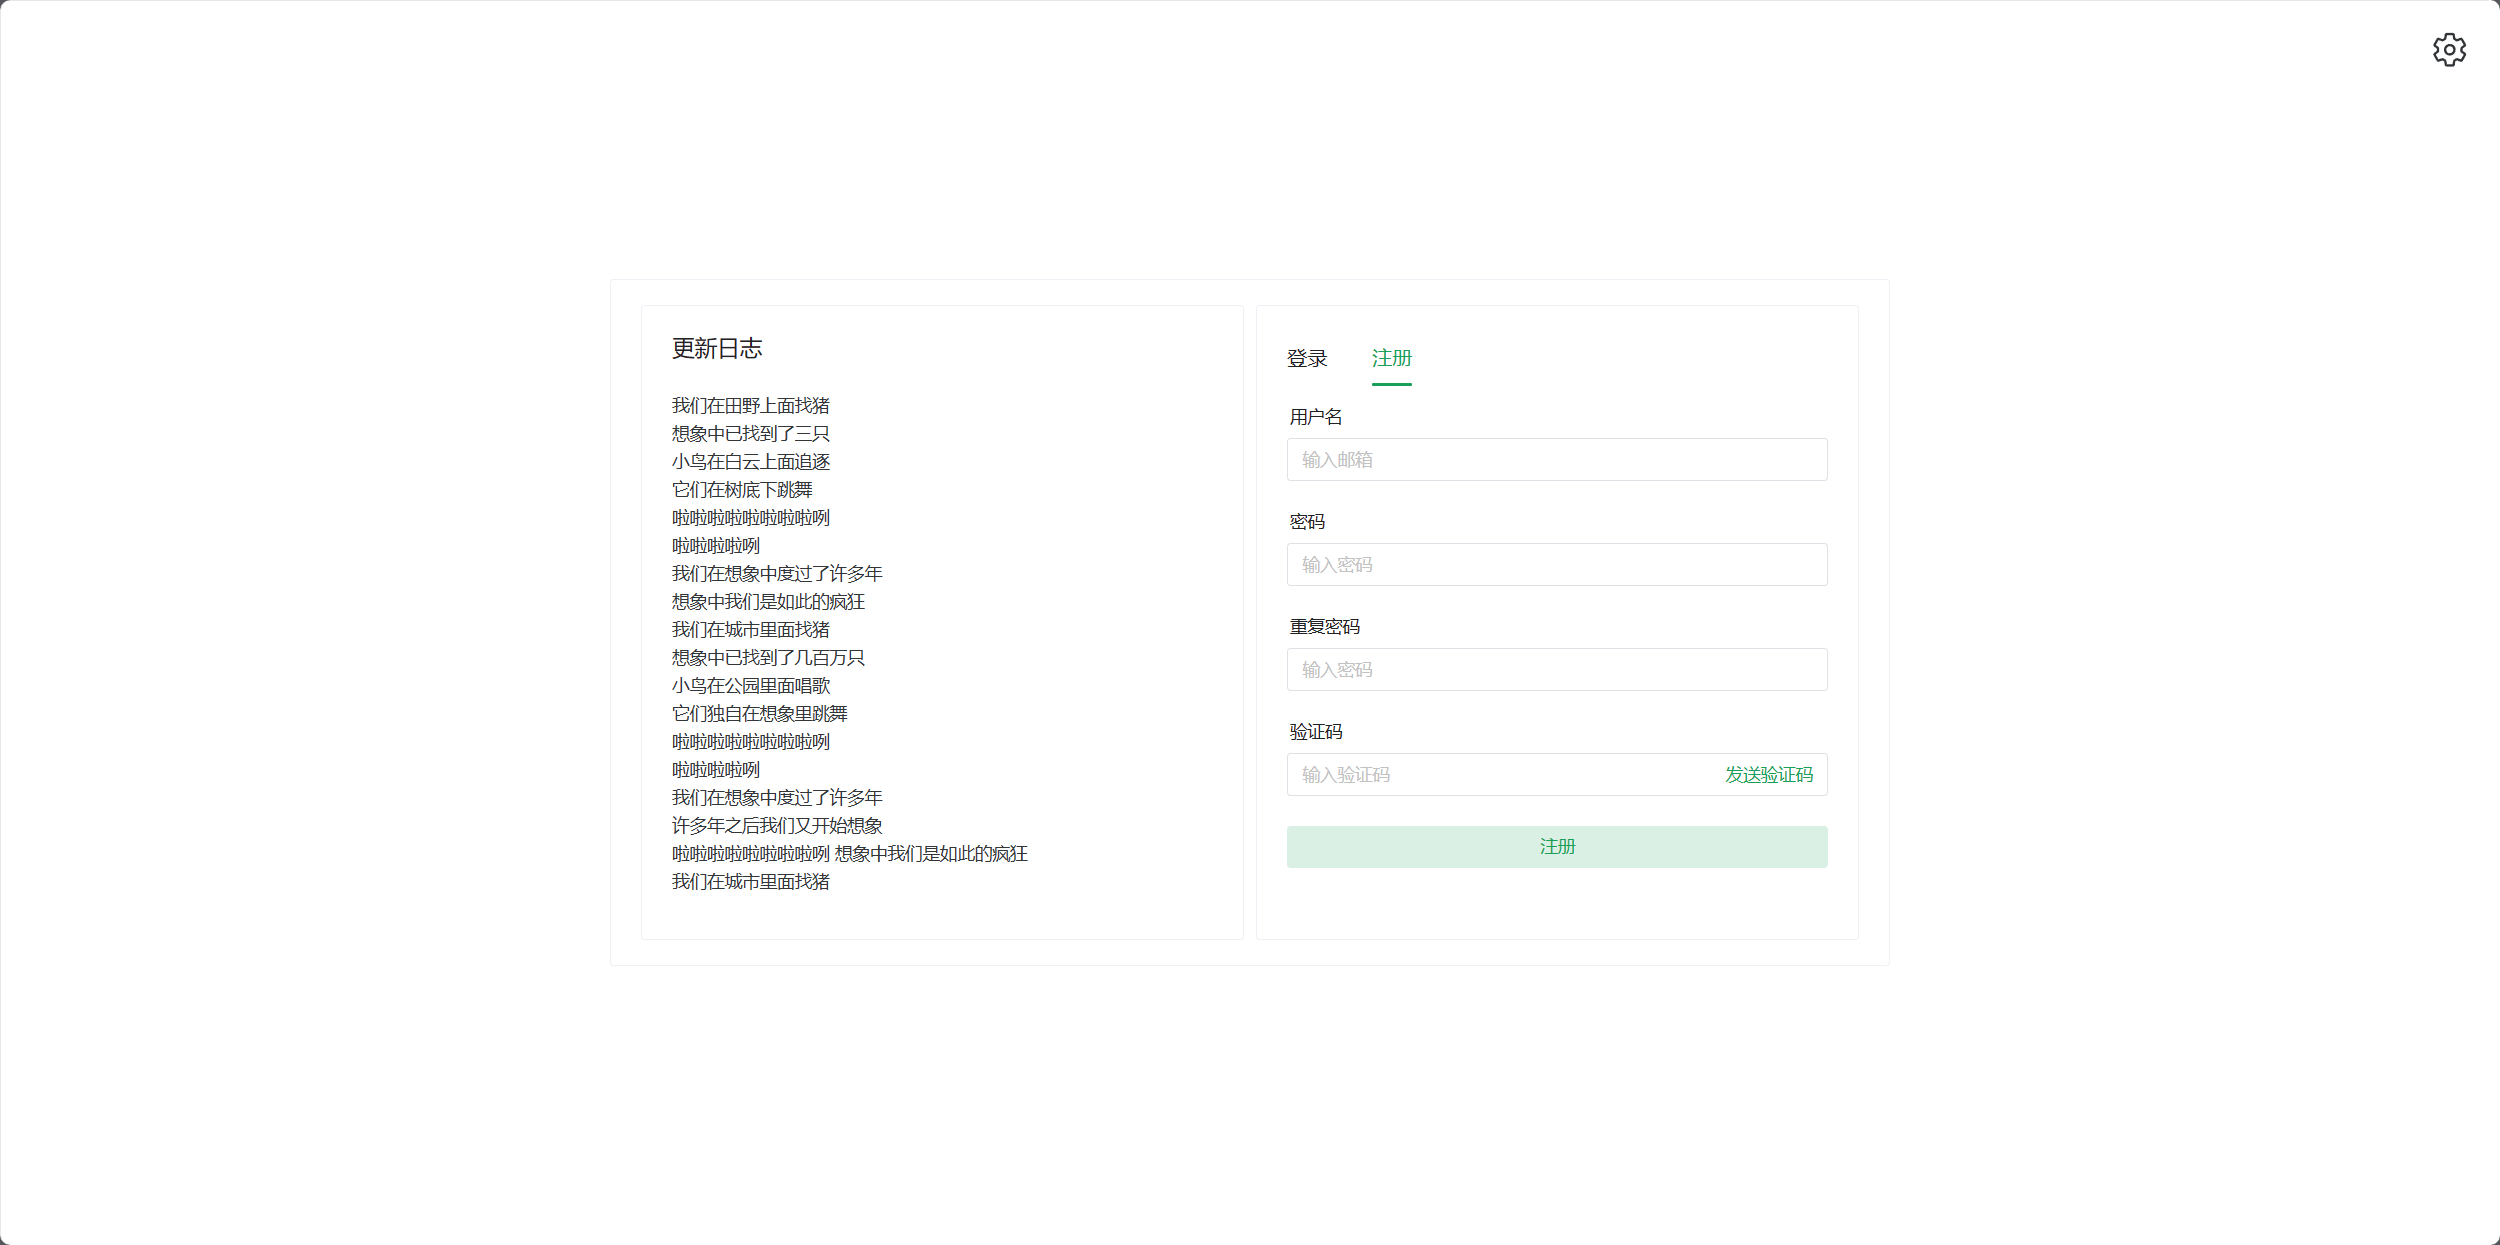 更新日志
我们在田野上面找猪
想象中已找到了三只
小鸟在白云上面追逐
它们在树底下跳舞
啦啦啦啦啦啦啦啦咧
啦啦啦啦咧
我们在想象中度过了许多年
想象中我们是如此的疯狂
我们在城市里面找猪
想象中已找到了几百万只
小鸟在公园里面唱歌
它们独自在想象里跳舞
啦啦啦啦啦啦啦啦咧
啦啦啦啦咧
我们在想象中度过了许多年
许多年之后我们又开始想象
啦啦啦啦啦啦啦啦咧 想象中我们是如此的疯狂
我们在城市里面找猪
登录 注册
用户名
输入邮箱
密码
输入密码
重复密码
输入密码
验证码
输入验证码 发送验证码
注册